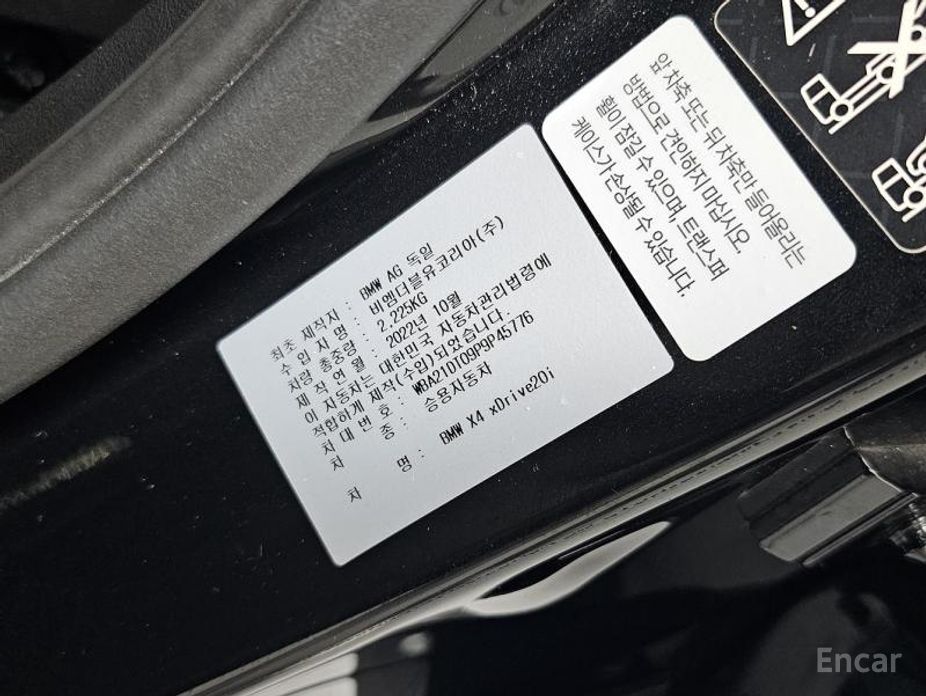 최초 제작지 : BMW AG 독일
수 입 자 명 : 비엠더블유코리아(주)
차량 총중량 : 2,225KG
제 작 연 월 : 2022년 10월
이 자동차는 대한민국 자동차관리법령에
적합하게 제작(수입)되었습니다.
차 대 번 호 : WBA210T09P9P45776
차 종 : 승용자동차
차 명 : BMW X4 xDrive20i
앞 차축 또는 뒤 차축만 들어올리는
방법으로 견인하지 마십시오.
휠이 잠길 수 있으며, 트랜스퍼
케이스가 손상될 수 있습니다.
Encar